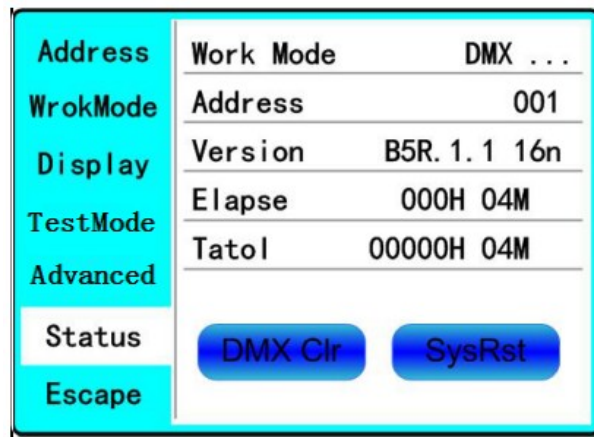 Address
WrokMode
Display
TestMode
Advanced
Status
Escape
Work Mode DMX ...
Address 001
Version B5R.1.1 16n
Elapse 000H 04M
Tatol 00000H 04M
DMX Clr SysRst